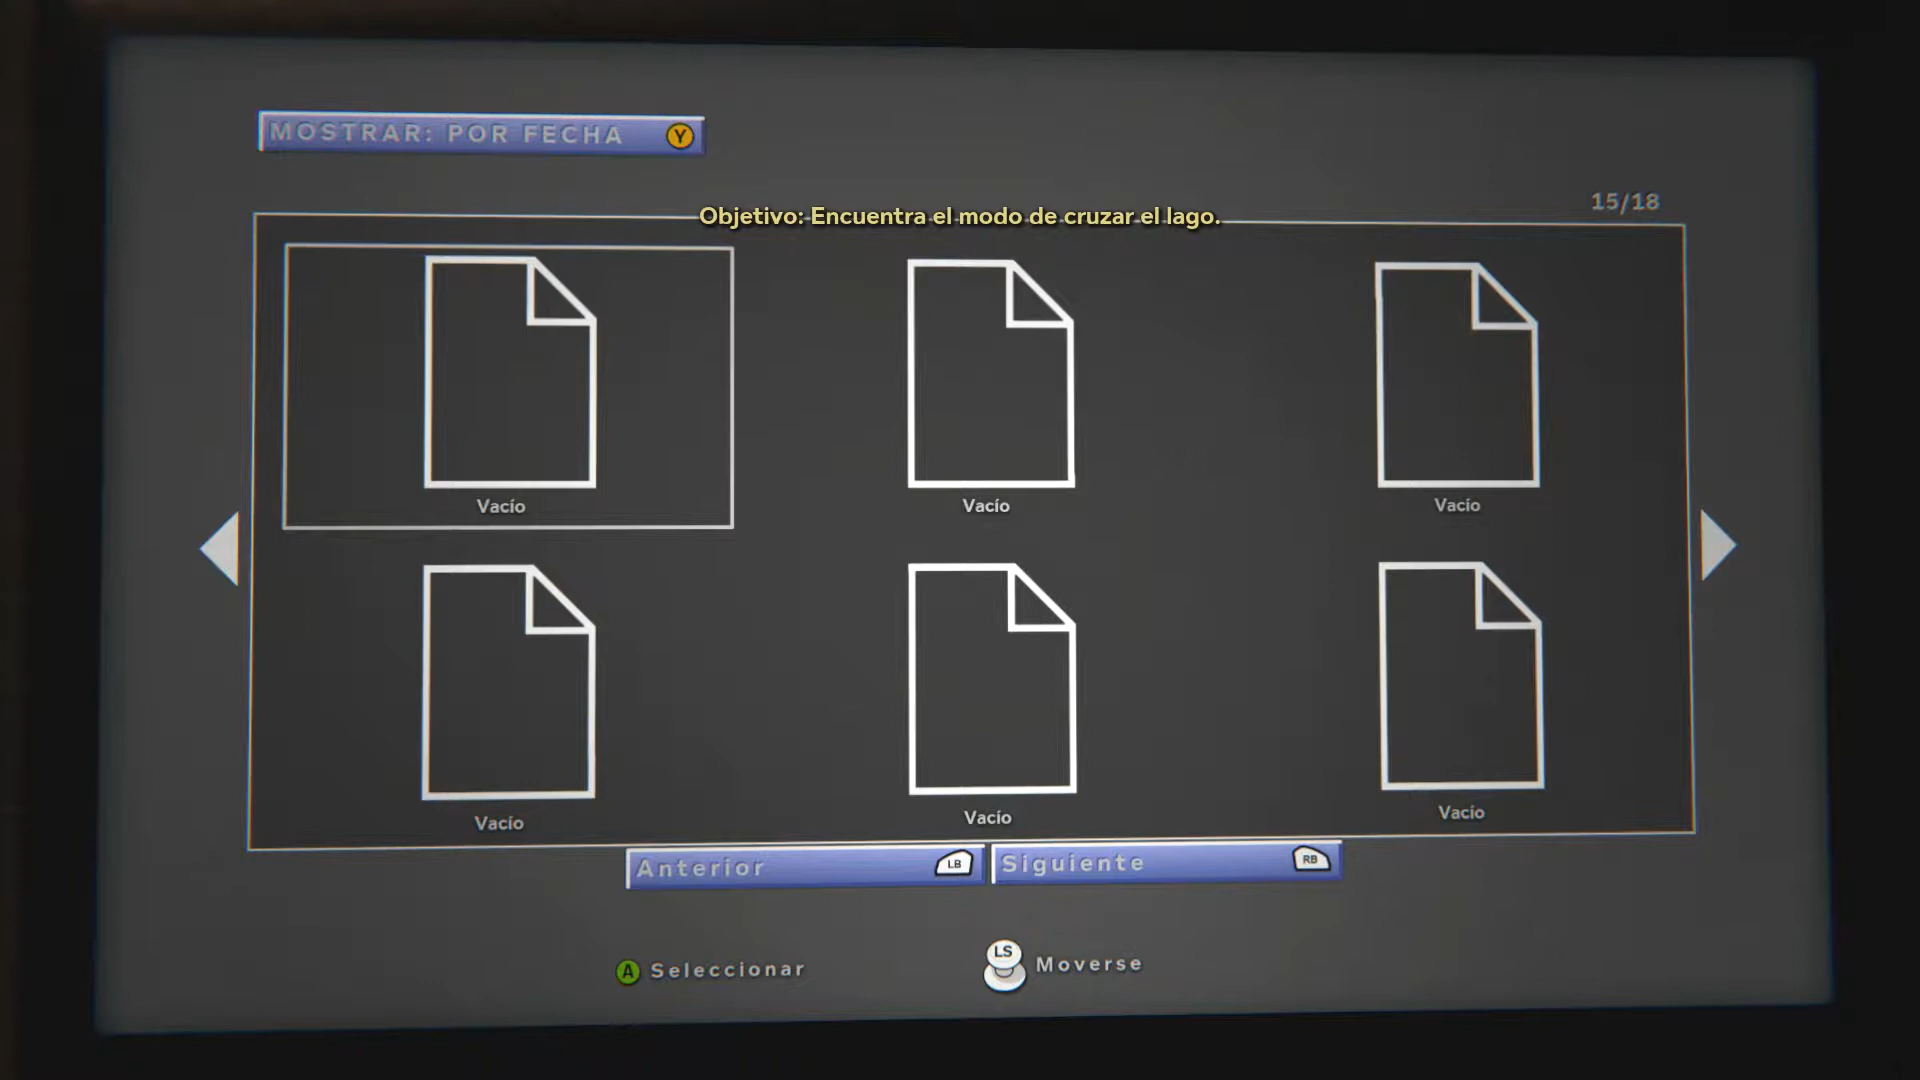 MOSTRAR: POR FECHA Y
15/18
Objetivo: Encuentra el modo de cruzar el lago.
Vacío Vacío Vacío
Vacío Vacío Vacío
Anterior LB Siguiente RB
A Seleccionar LS Moverse